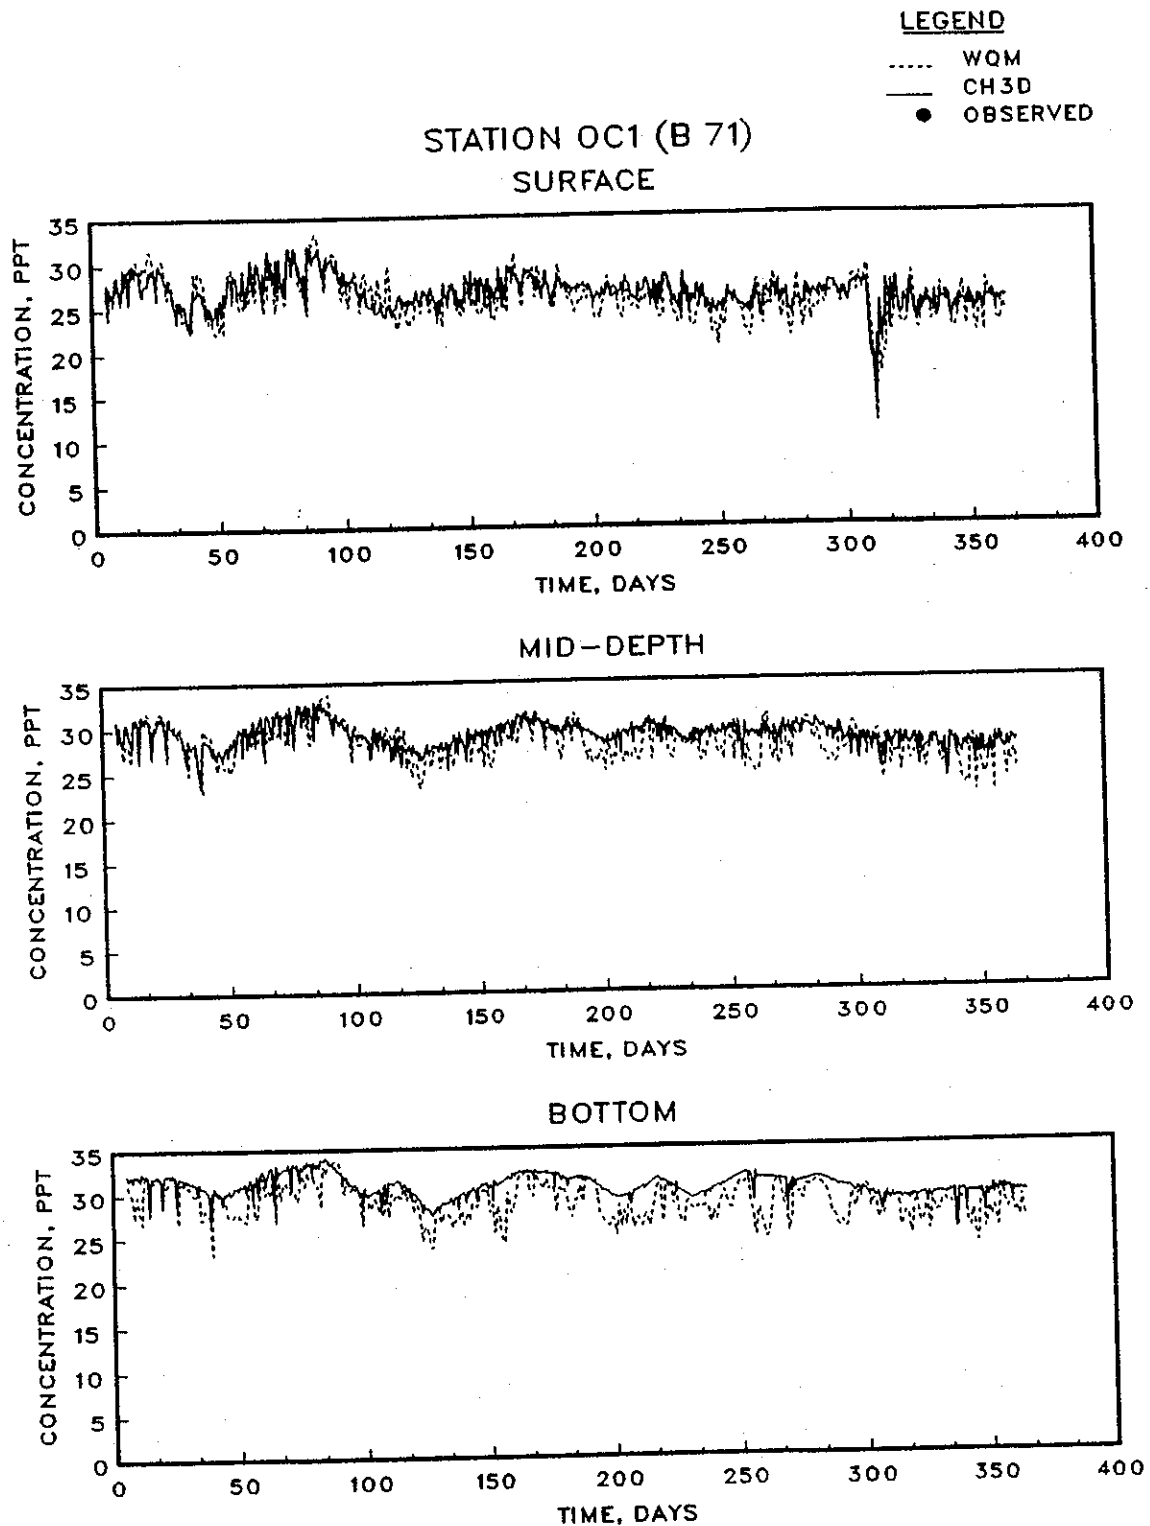 LEGEND
WQM
CH3D
OBSERVED
STATION OC1 (B 71)
SURFACE
CONCENTRATION, PPT
35
30
25
20
15
10
5
0
0 50 100 150 200 250 300 350 400
TIME, DAYS
MID-DEPTH
CONCENTRATION, PPT
35
30
25
20
15
10
5
0
0 50 100 150 200 250 300 350 400
TIME, DAYS
BOTTOM
CONCENTRATION, PPT
35
30
25
20
15
10
5
0
0 50 100 150 200 250 300 350 400
TIME, DAYS